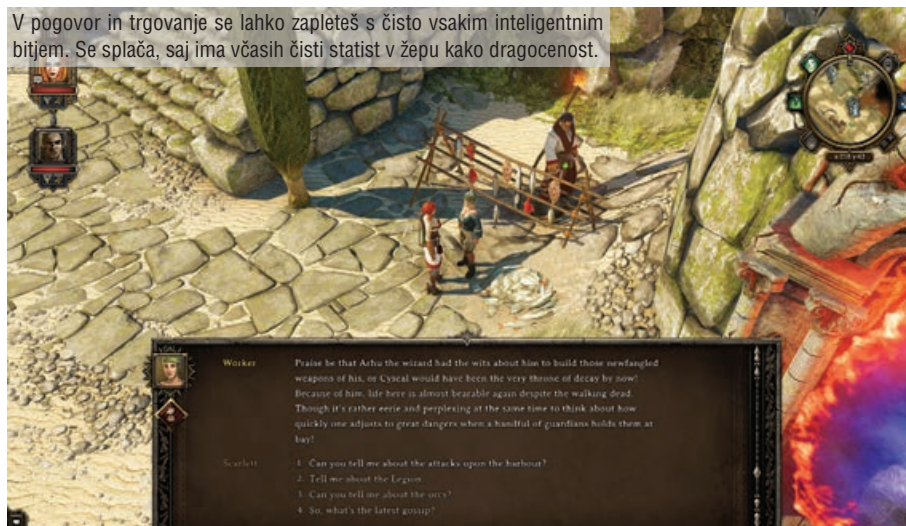 V pogovor in trgovanje se lahko zapleteš s čisto vsakim inteligentnim
bitjem. Se splača, saj ima včasih čisti statist v žepu kako dragocenost.
Worker
Praise be that Arhu the wizard had the wits about him to build those newfangled
weapons of his, or Cyseal would have been the very throne of decay by now!
Because of him, life here is almost bearable again despite the walking dead.
Though it's rather eerie and perplexing at the same time to think about how
quickly one adjusts to great dangers when a handful of guardians holds them at
bay!
Scarlett
1. Can you tell me about the attacks upon the harbour?
2. Tell me about the Legion
3. Can you tell me about the orcs?
4. So, what's the latest gossip?